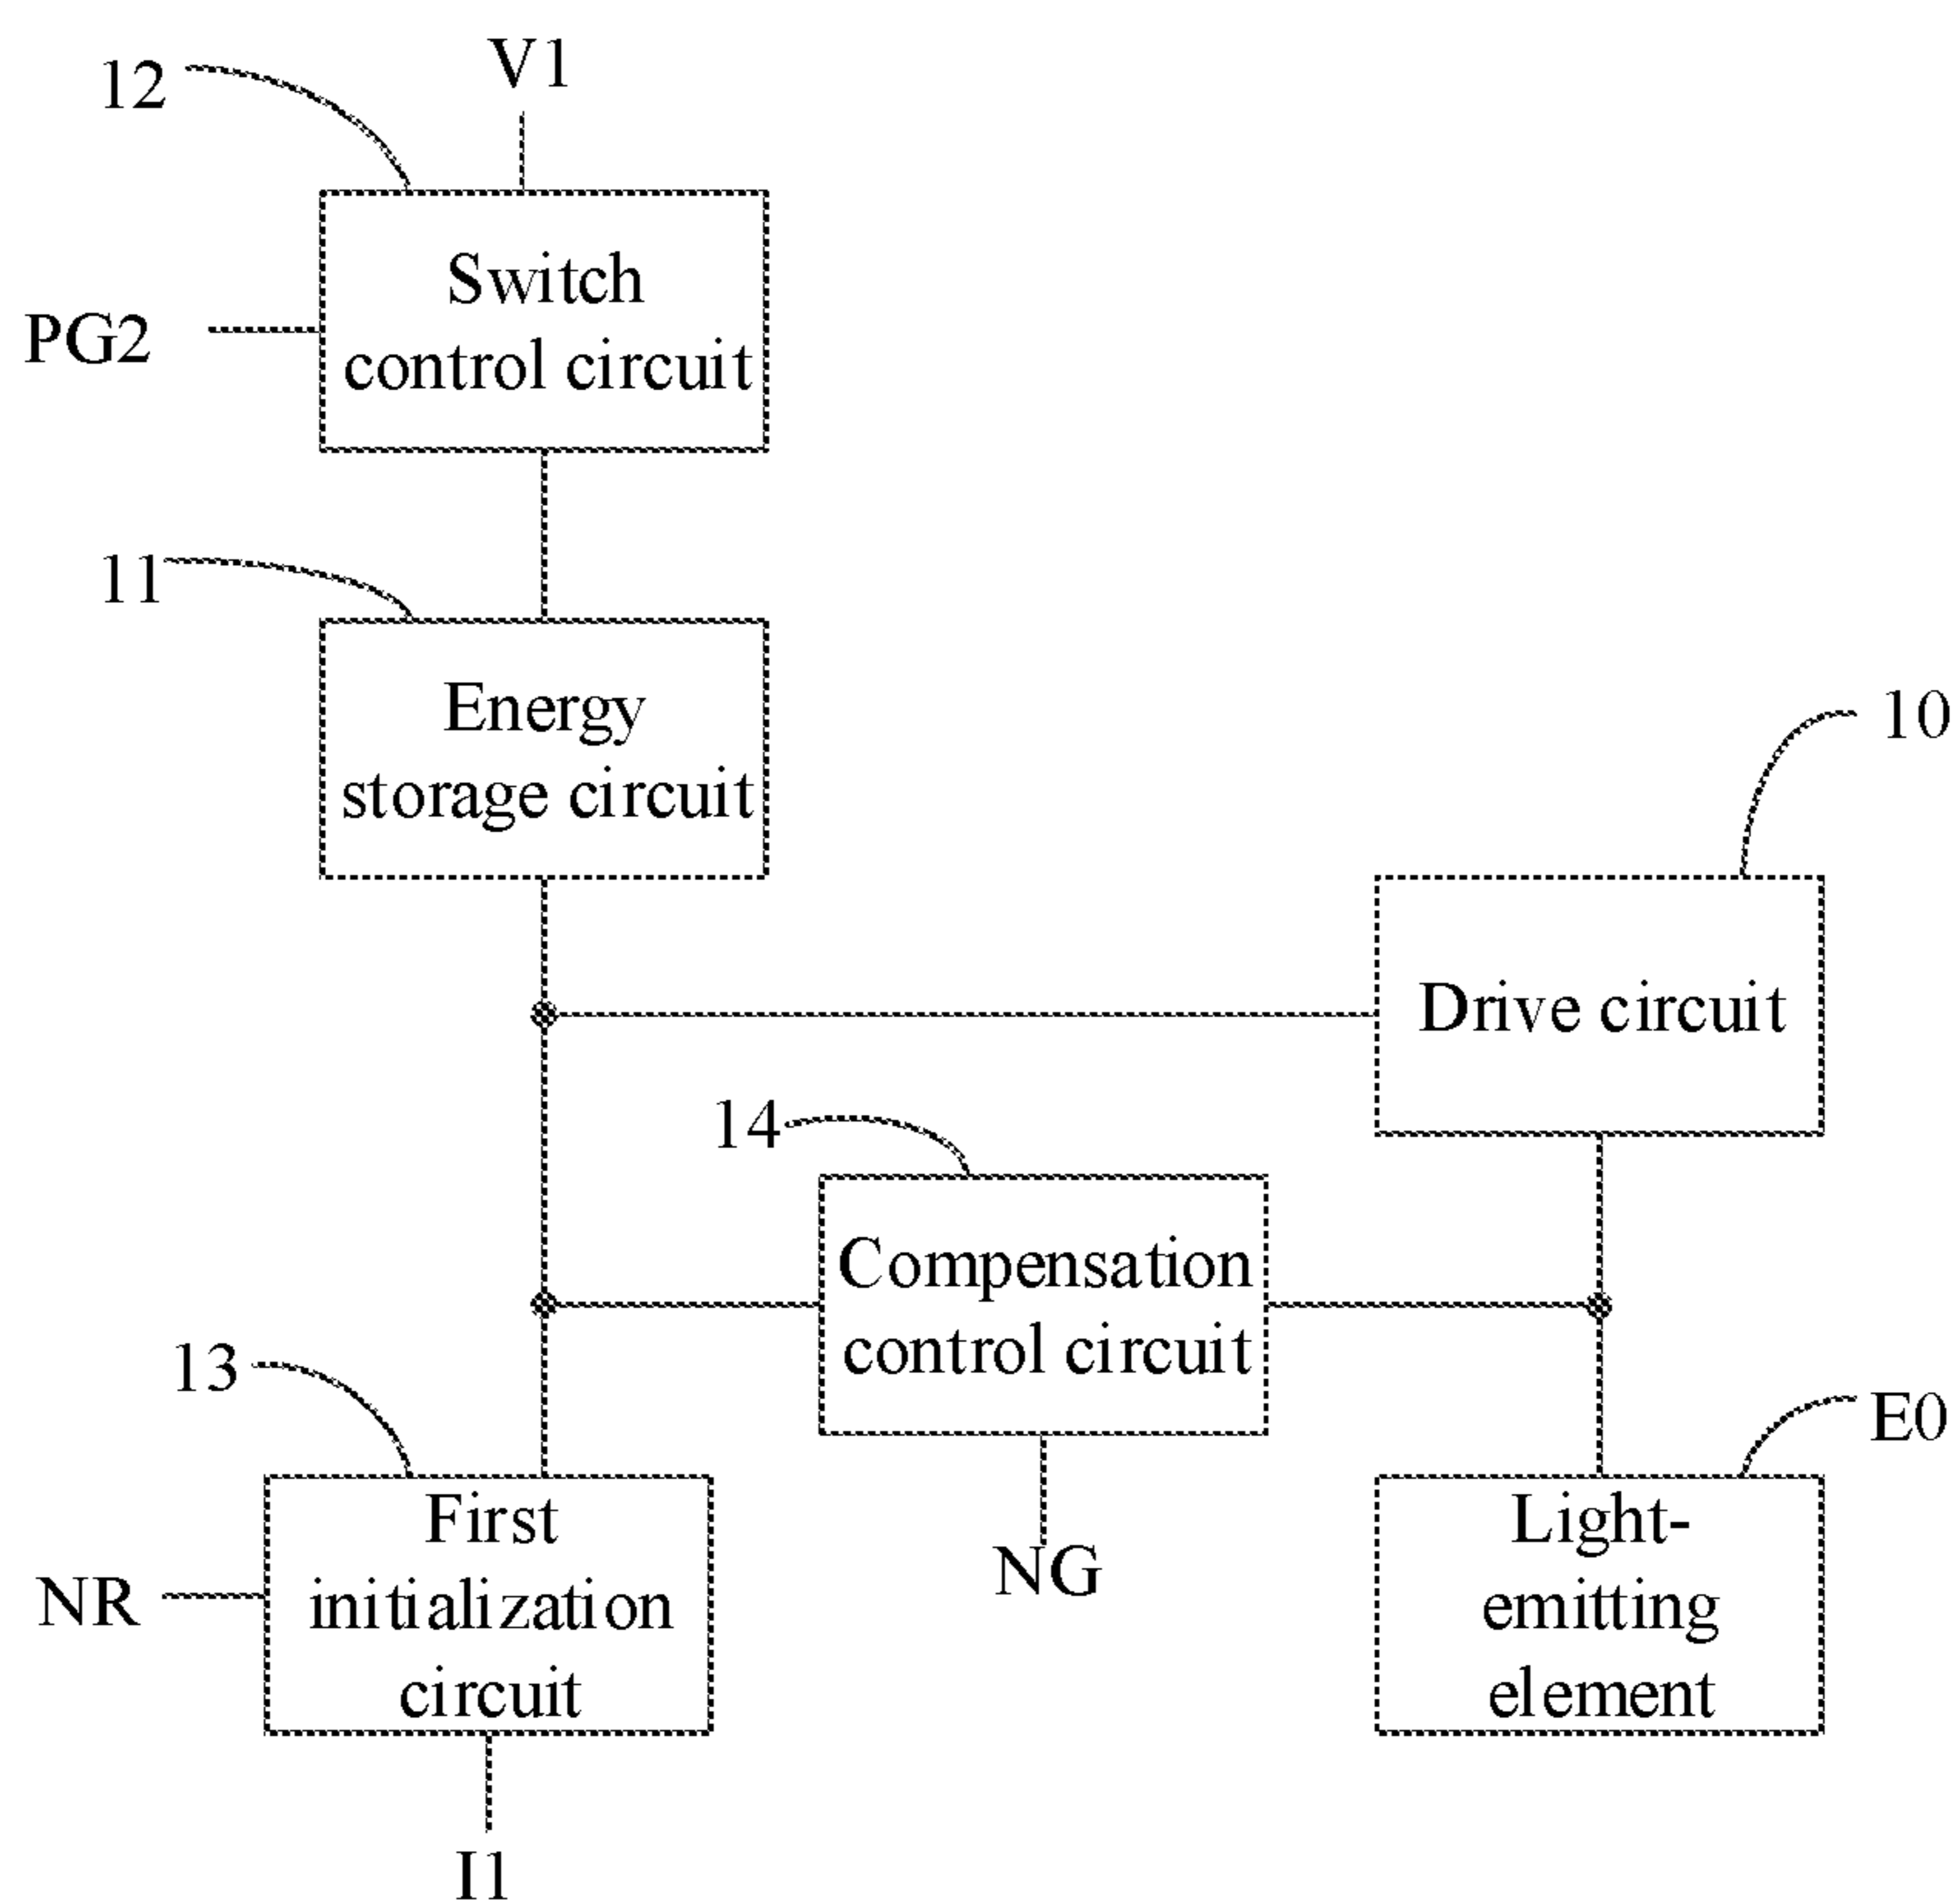 V1
12
Switch
control circuit
PG2
11
Energy
storage circuit
10
Drive circuit
14
Compensation
control circuit
13
E0
First
initialization
circuit
NR
NG
Light-
emitting
element
I1